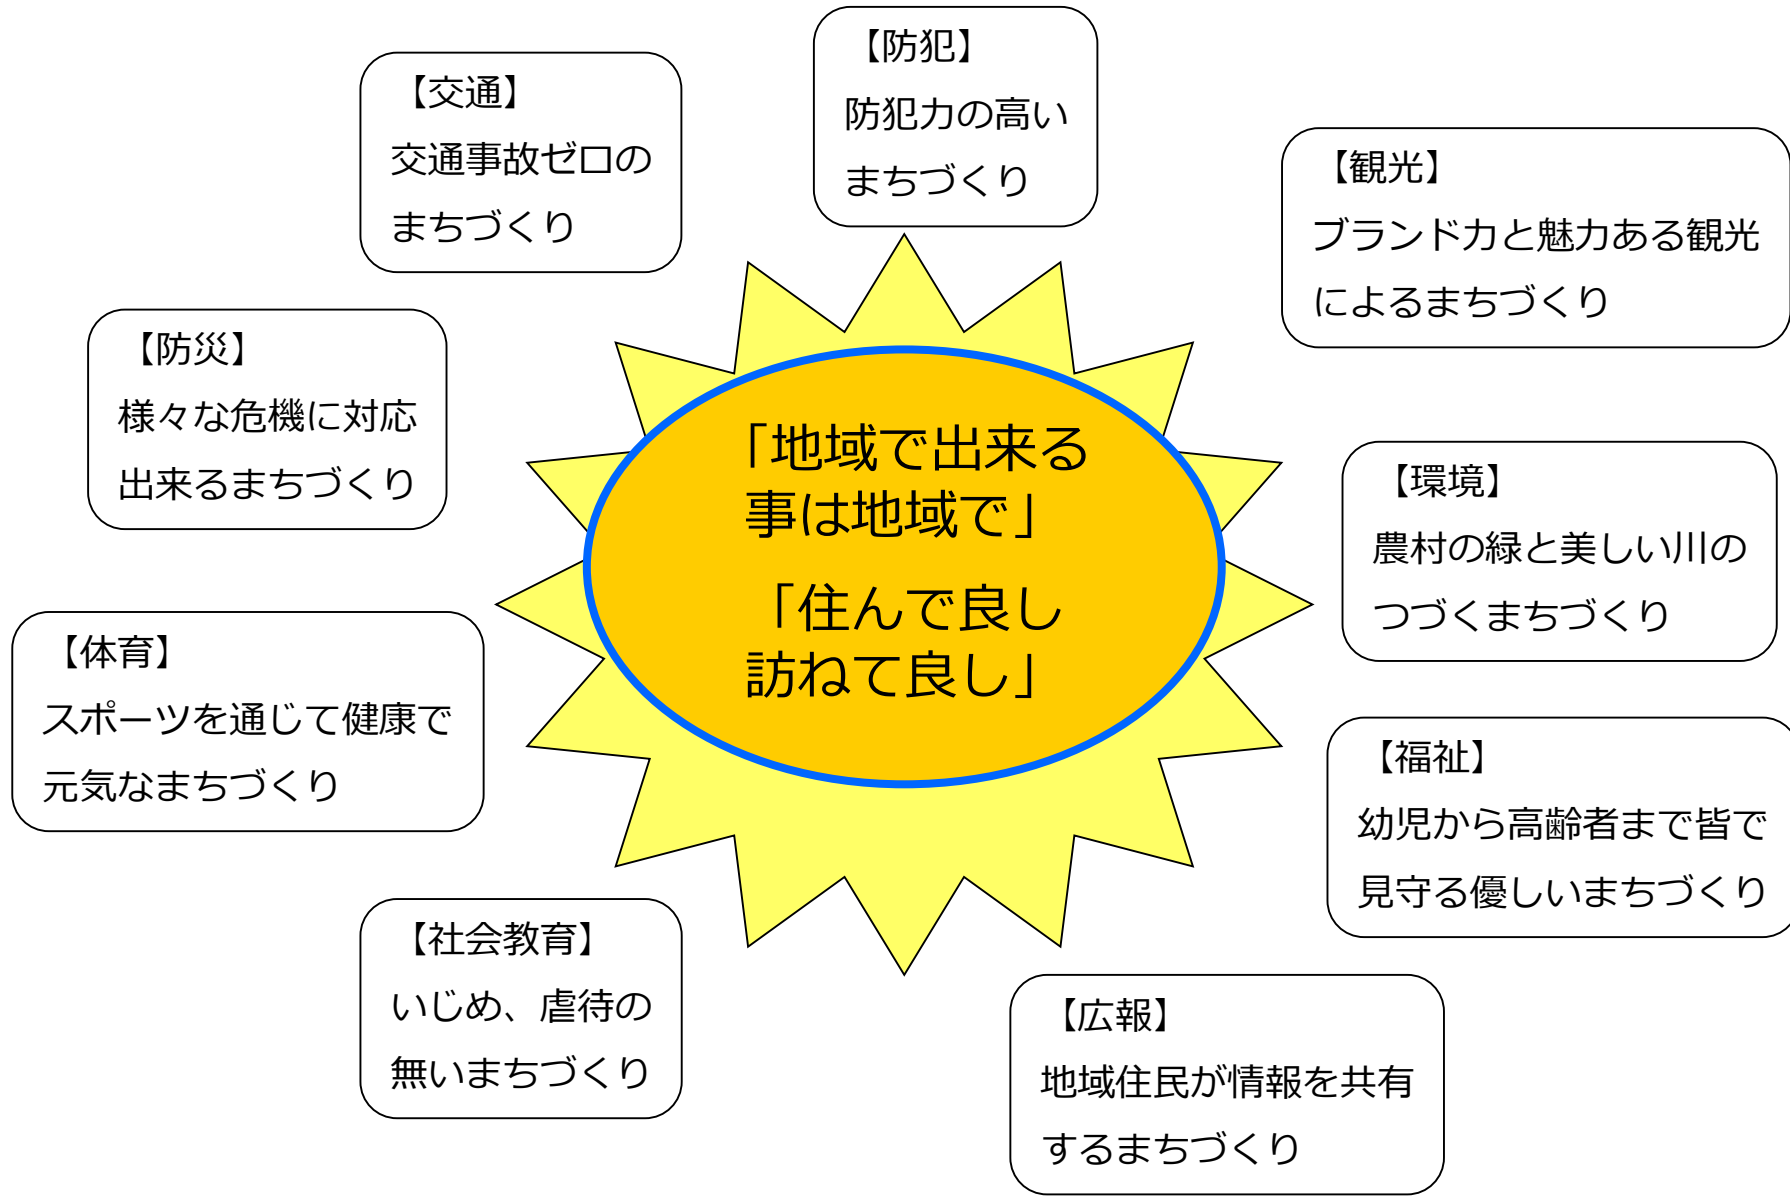 【防犯】
防犯力の高い
まちづくり
【交通】
交通事故ゼロの
まちづくり
【観光】
ブランド力と魅力ある観光
によるまちづくり
【防災】
様々な危機に対応
出来るまちづくり
「地域で出来る
事は地域で」
「住んで良し
訪ねて良し」
【環境】
農村の緑と美しい川の
つづくまちづくり
【体育】
スポーツを通じて健康で
元気なまちづくり
【福祉】
幼児から高齢者まで皆で
見守る優しいまちづくり
【社会教育】
いじめ、虐待の
無いまちづくり
【広報】
地域住民が情報を共有
するまちづくり